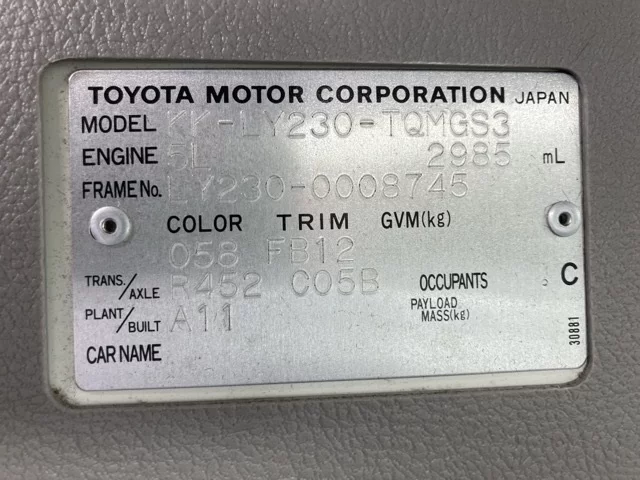 TOYOTA MOTOR CORPORATION JAPAN
MODEL KK-LY230-TQMGS3
ENGINE 5L 2985 mL
FRAME No. LY230-0008745
COLOR TRIM GVM(kg)
058 FB12
TRANS./AXLE R452 C05B OCCUPANTS C
PLANT/BUILT A11 PAYLOAD MASS(kg)
CAR NAME
30881